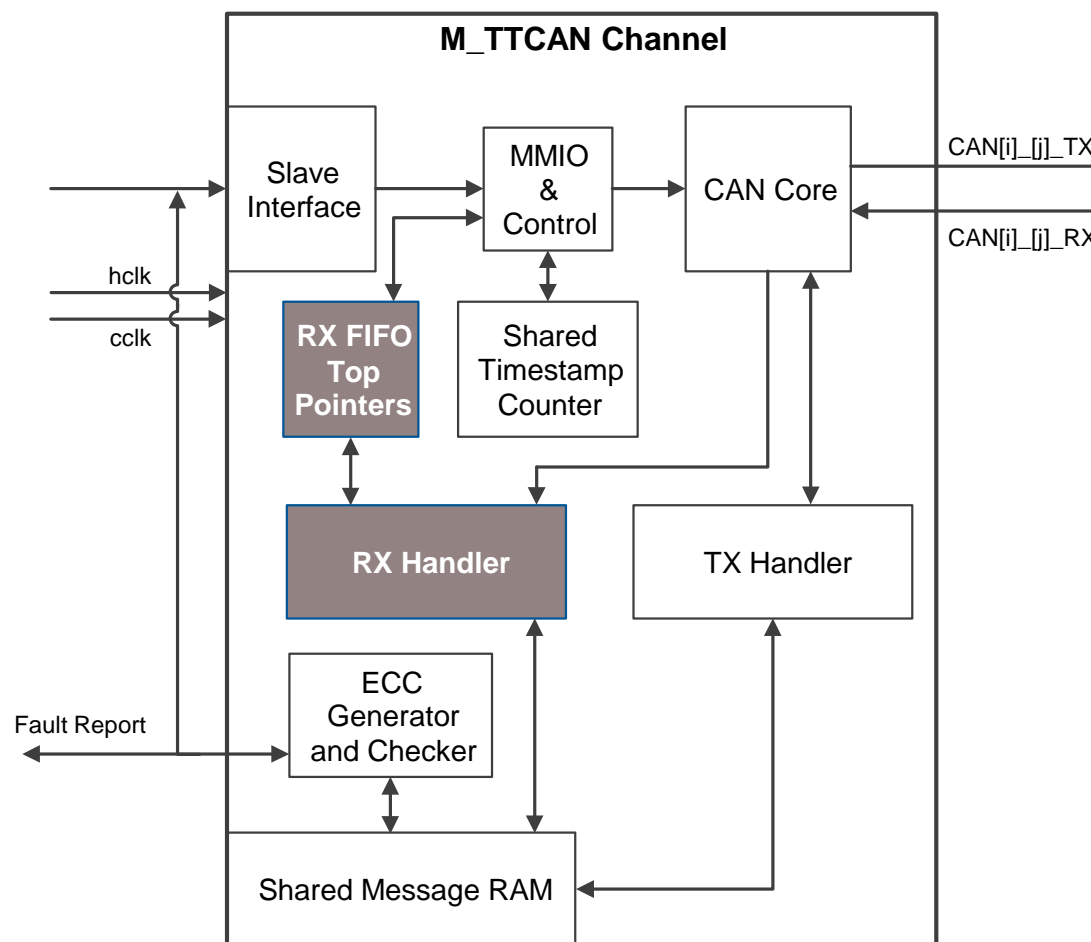 M_TTCAN Channel
Slave
Interface
MMIO
&
Control
CAN Core
CAN[i]_[j]_TX
CAN[i]_[j]_RX
hclk
cclk
RX FIFO
Top
Pointers
Shared
Timestamp
Counter
RX Handler
TX Handler
ECC
Generator
and Checker
Fault Report
Shared Message RAM